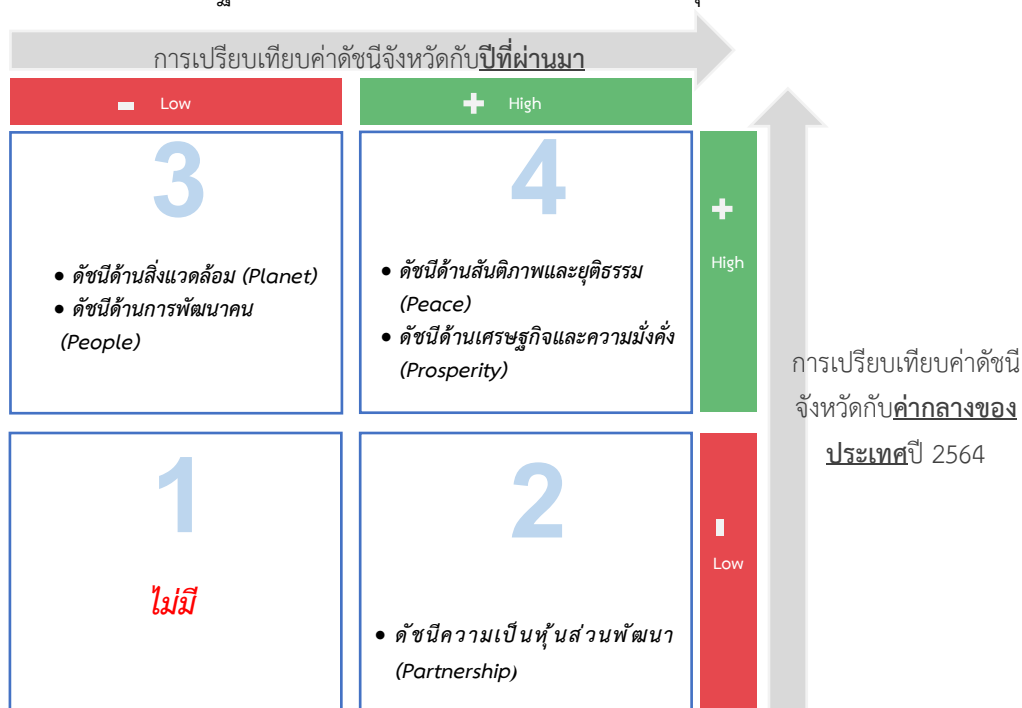 การเปรียบเทียบค่าดัชนีจังหวัดกับปีที่ผ่านมา
- Low
+ High
3
4
• ดัชนีด้านสิ่งแวดล้อม (Planet)
• ดัชนีด้านการพัฒนาคน
(People)
• ดัชนีด้านสันติภาพและยุติธรรม
(Peace)
• ดัชนีด้านเศรษฐกิจและความมั่งคั่ง
(Prosperity)
+
High
การเปรียบเทียบค่าดัชนี
จังหวัดกับค่ากลางของ
ประเทศปี 2564
1
2
ไม่มี
• ดัชนีความเป็นหุ้นส่วนพัฒนา
(Partnership)
-
Low